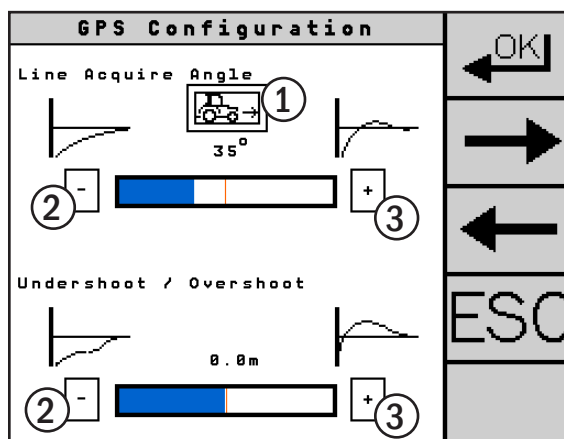 GPS Configuration
OK
Line Acquire Angle
1
35°
2
-
+
3
ESC
Undershoot / Overshoot
0.0m
2
-
+
3